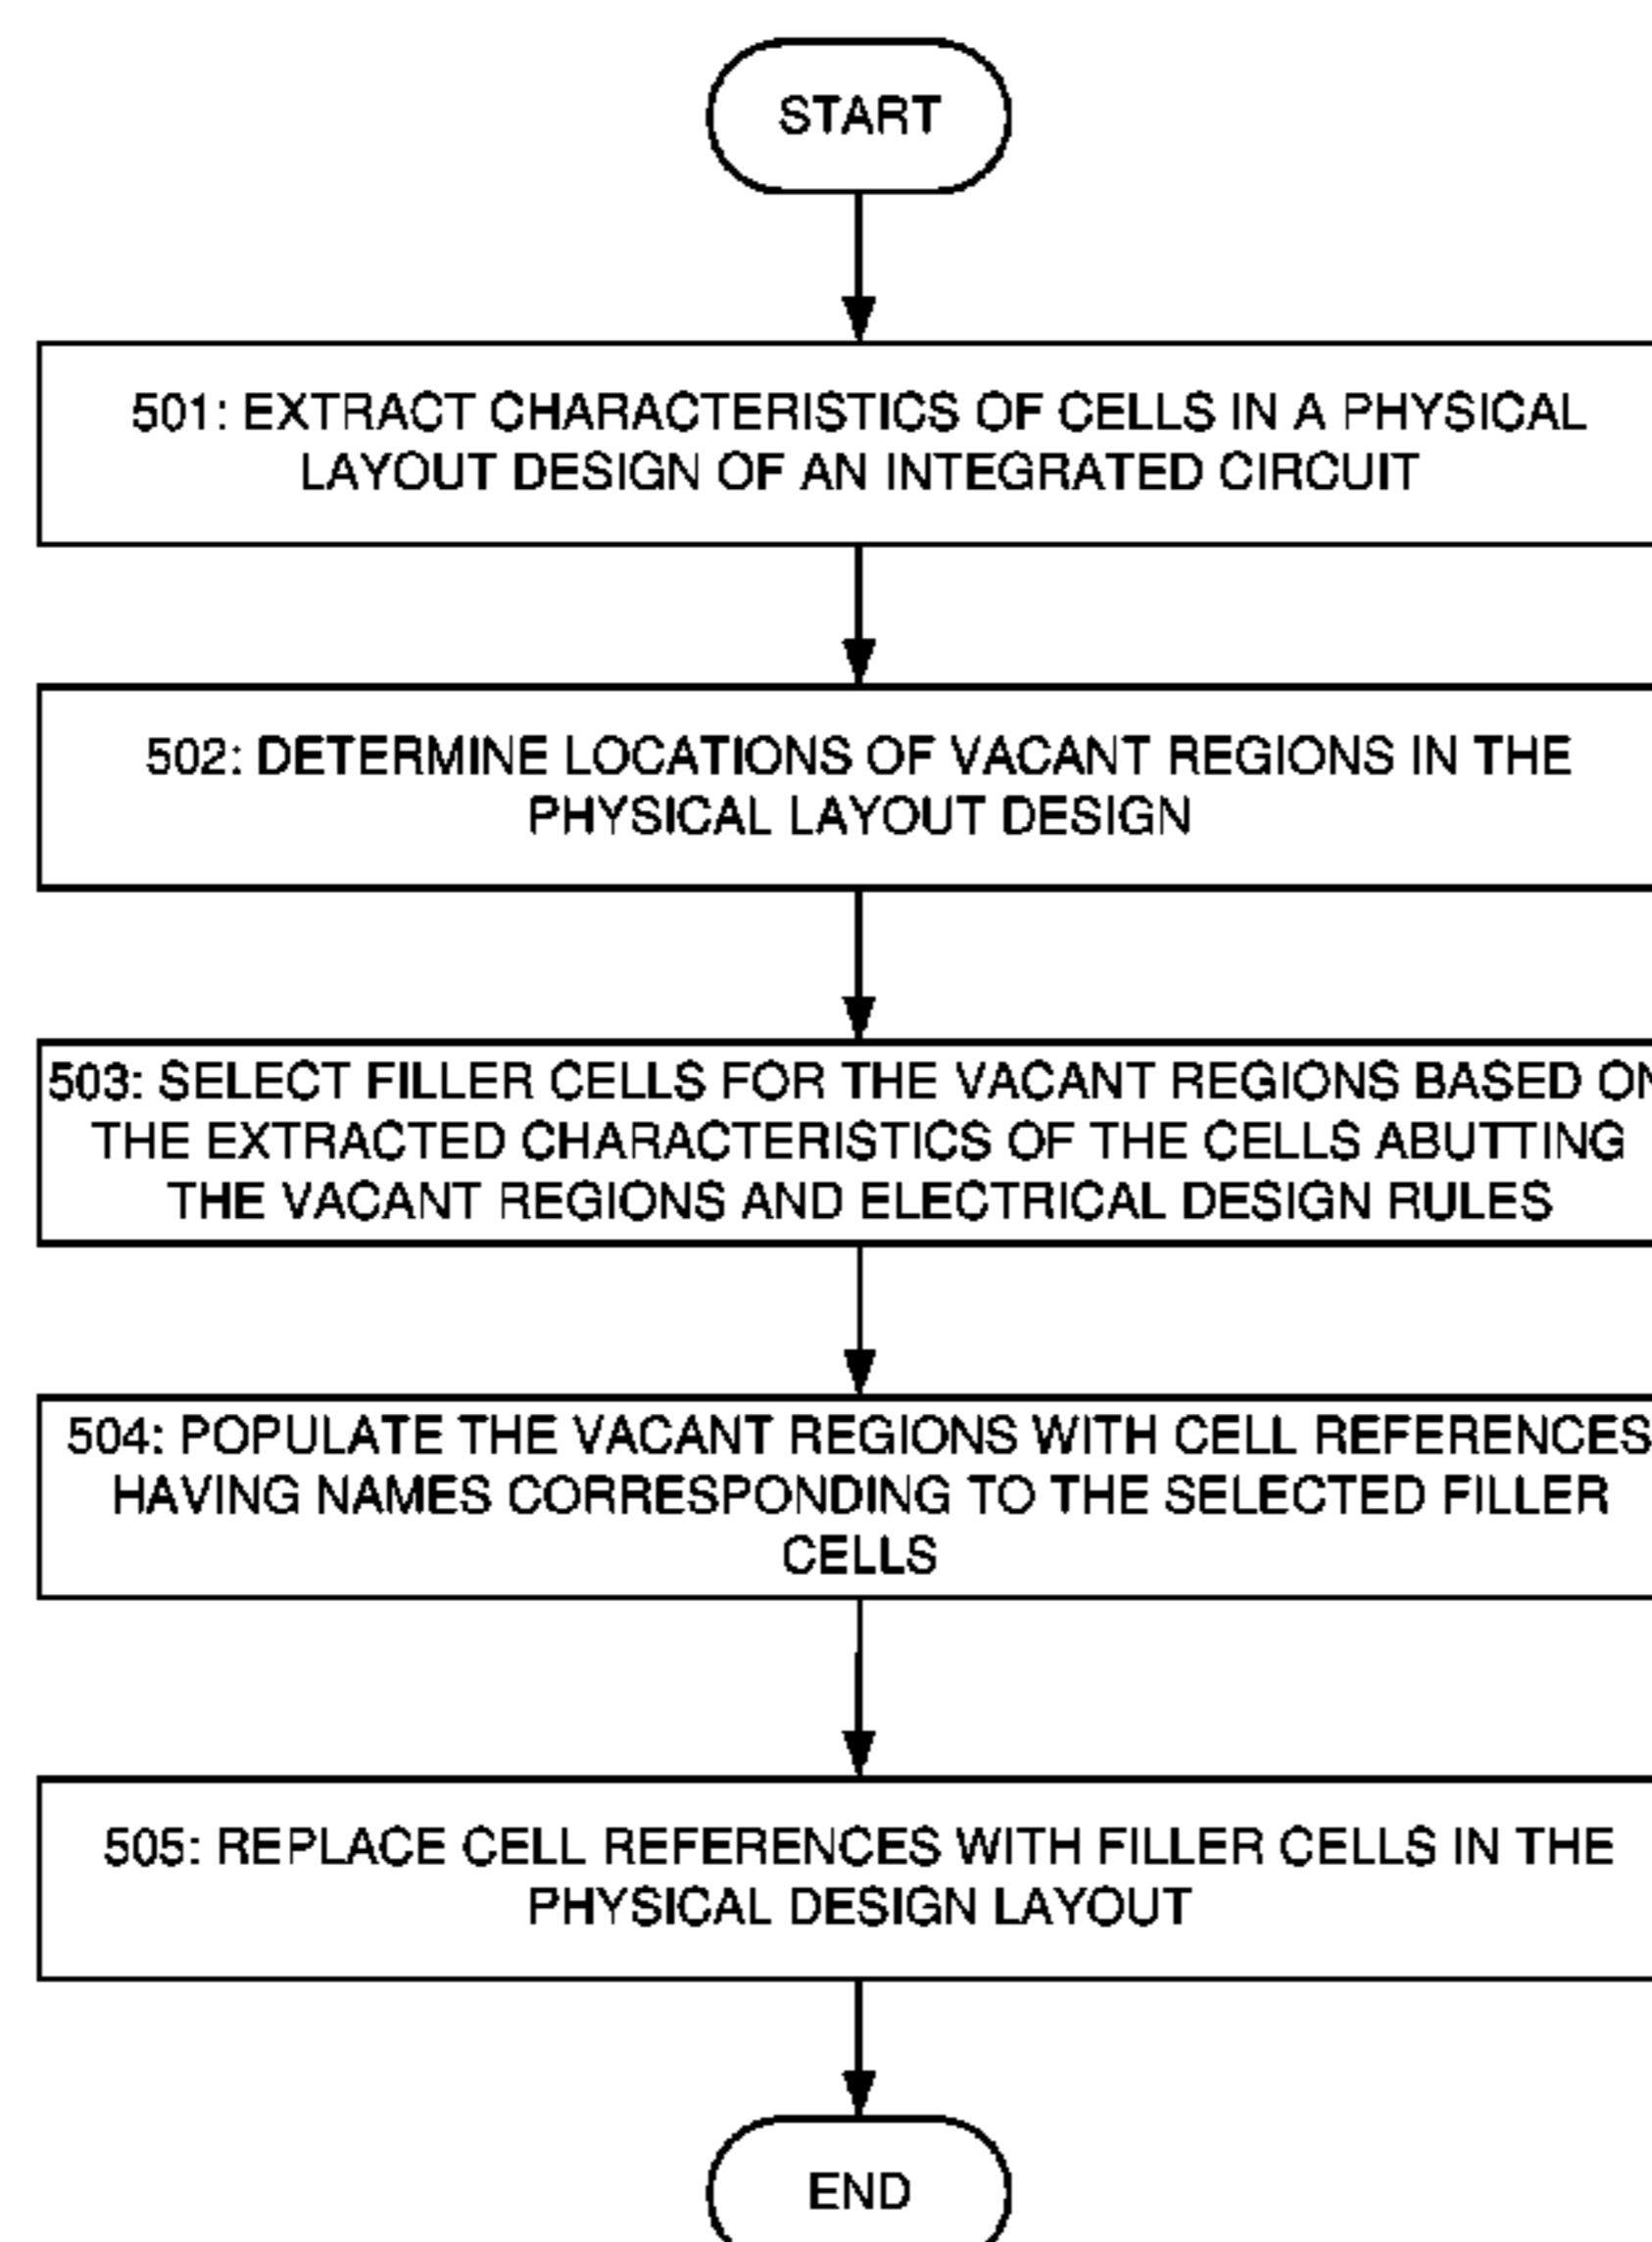 START
501: EXTRACT CHARACTERISTICS OF CELLS IN A PHYSICAL
LAYOUT DESIGN OF AN INTEGRATED CIRCUIT
502: DETERMINE LOCATIONS OF VACANT REGIONS IN THE
PHYSICAL LAYOUT DESIGN
503: SELECT FILLER CELLS FOR THE VACANT REGIONS BASED ON
THE EXTRACTED CHARACTERISTICS OF THE CELLS ABUTTING
THE VACANT REGIONS AND ELECTRICAL DESIGN RULES
504: POPULATE THE VACANT REGIONS WITH CELL REFERENCES
HAVING NAMES CORRESPONDING TO THE SELECTED FILLER
CELLS
505: REPLACE CELL REFERENCES WITH FILLER CELLS IN THE
PHYSICAL DESIGN LAYOUT
END